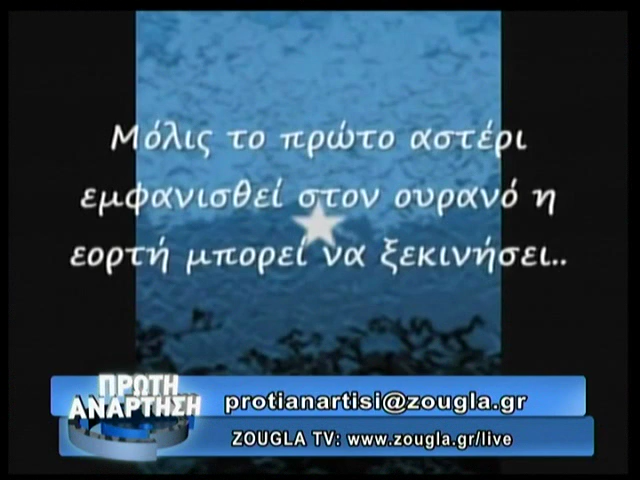 Μόλις το πρώτο αστέρι
εμφανισθεί στον ουρανό η
εορτή μπορεί να ξεκινήσει..
ΠΡΩΤΗ
ΑΝΑΡΤΗΣΗ
protianartisi@zougla.gr
ZOUGLA TV: www.zougla.gr/live